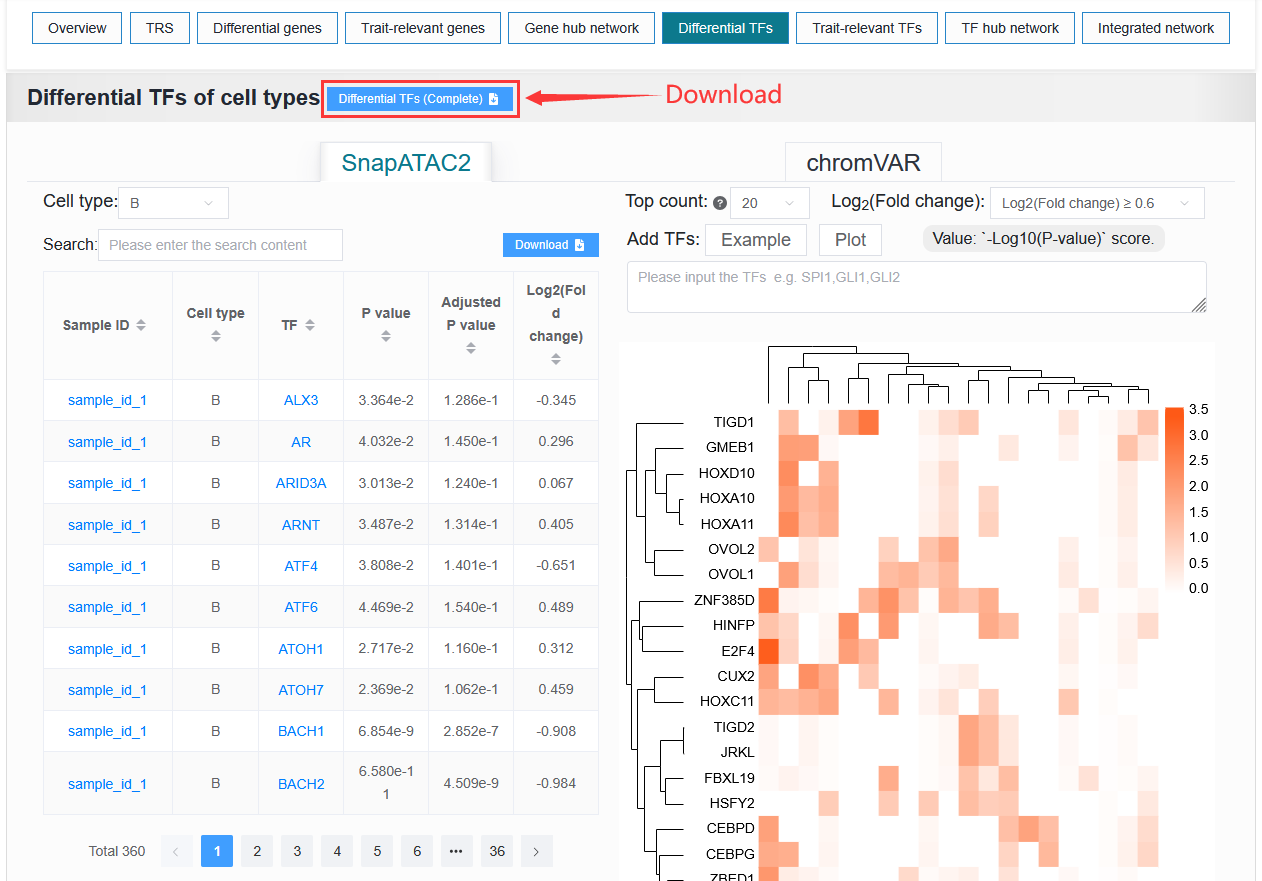 Overview TRS Differential genes Trait-relevant genes Gene hub network Differential TFs Trait-relevant TFs TF hub network Integrated network
Differential TFs of cell types Differential TFs (Complete) Download
SnapATAC2 chromVAR
Cell type: B
Search: Please enter the search content Download
Sample ID Cell type TF P value Adjusted P value Log2(Fol
d
change)
sample_id_1 B ALX3 3.364e-2 1.286e-1 -0.345
sample_id_1 B AR 4.032e-2 1.450e-1 0.296
sample_id_1 B ARID3A 3.013e-2 1.240e-1 0.067
sample_id_1 B ARNT 3.487e-2 1.314e-1 0.405
sample_id_1 B ATF4 3.808e-2 1.401e-1 -0.651
sample_id_1 B ATF6 4.469e-2 1.540e-1 0.489
sample_id_1 B ATOH1 2.717e-2 1.160e-1 0.312
sample_id_1 B ATOH7 2.369e-2 1.062e-1 0.459
sample_id_1 B BACH1 6.854e-9 2.852e-7 -0.908
sample_id_1 B BACH2 6.580e-1
1 4.509e-9 -0.984
Total 360 1 2 3 4 5 6 ••• 36
Top count: ? 20 Log2(Fold change): Log2(Fold change) ≥ 0.6
Add TFs: Example Plot Value: `-Log10(P-value)` score.
Please input the TFs e.g. SPI1,GLI1,GLI2
TIGD1
GMEB1
HOXD10
HOXA10
HOXA11
OVOL2
OVOL1
ZNF385D
HINFP
E2F4
CUX2
HOXC11
TIGD2
JRKL
FBXL19
HSFY2
CEBPD
CEBPG
ZBED1
3.5
3.0
2.5
2.0
1.5
1.0
0.5
0.0